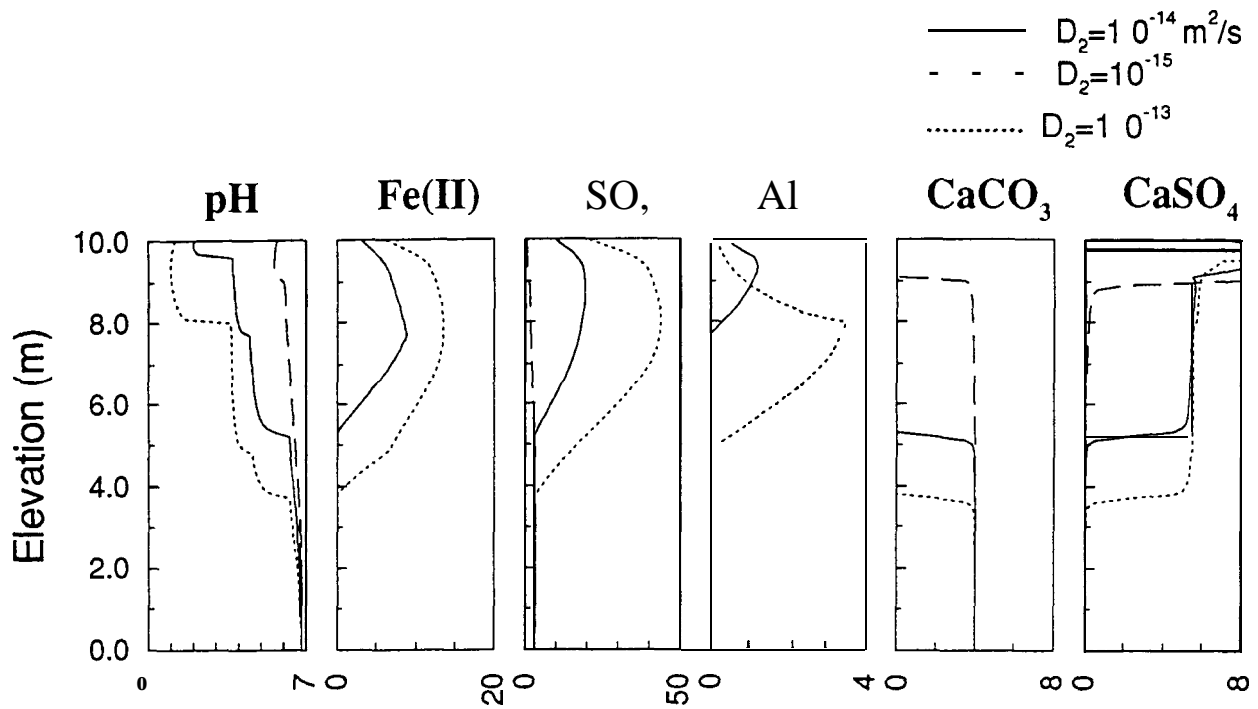 D₂=1 0⁻¹⁴ m²/s
D₂=10⁻¹⁵
D₂=1 0⁻¹³
pH Fe(II) SO, Al CaCO₃ CaSO₄
10.0
8.0
6.0
4.0
2.0
0.0
Elevation (m)
0 7 0 20 0 50 0 4 0 8 0 8